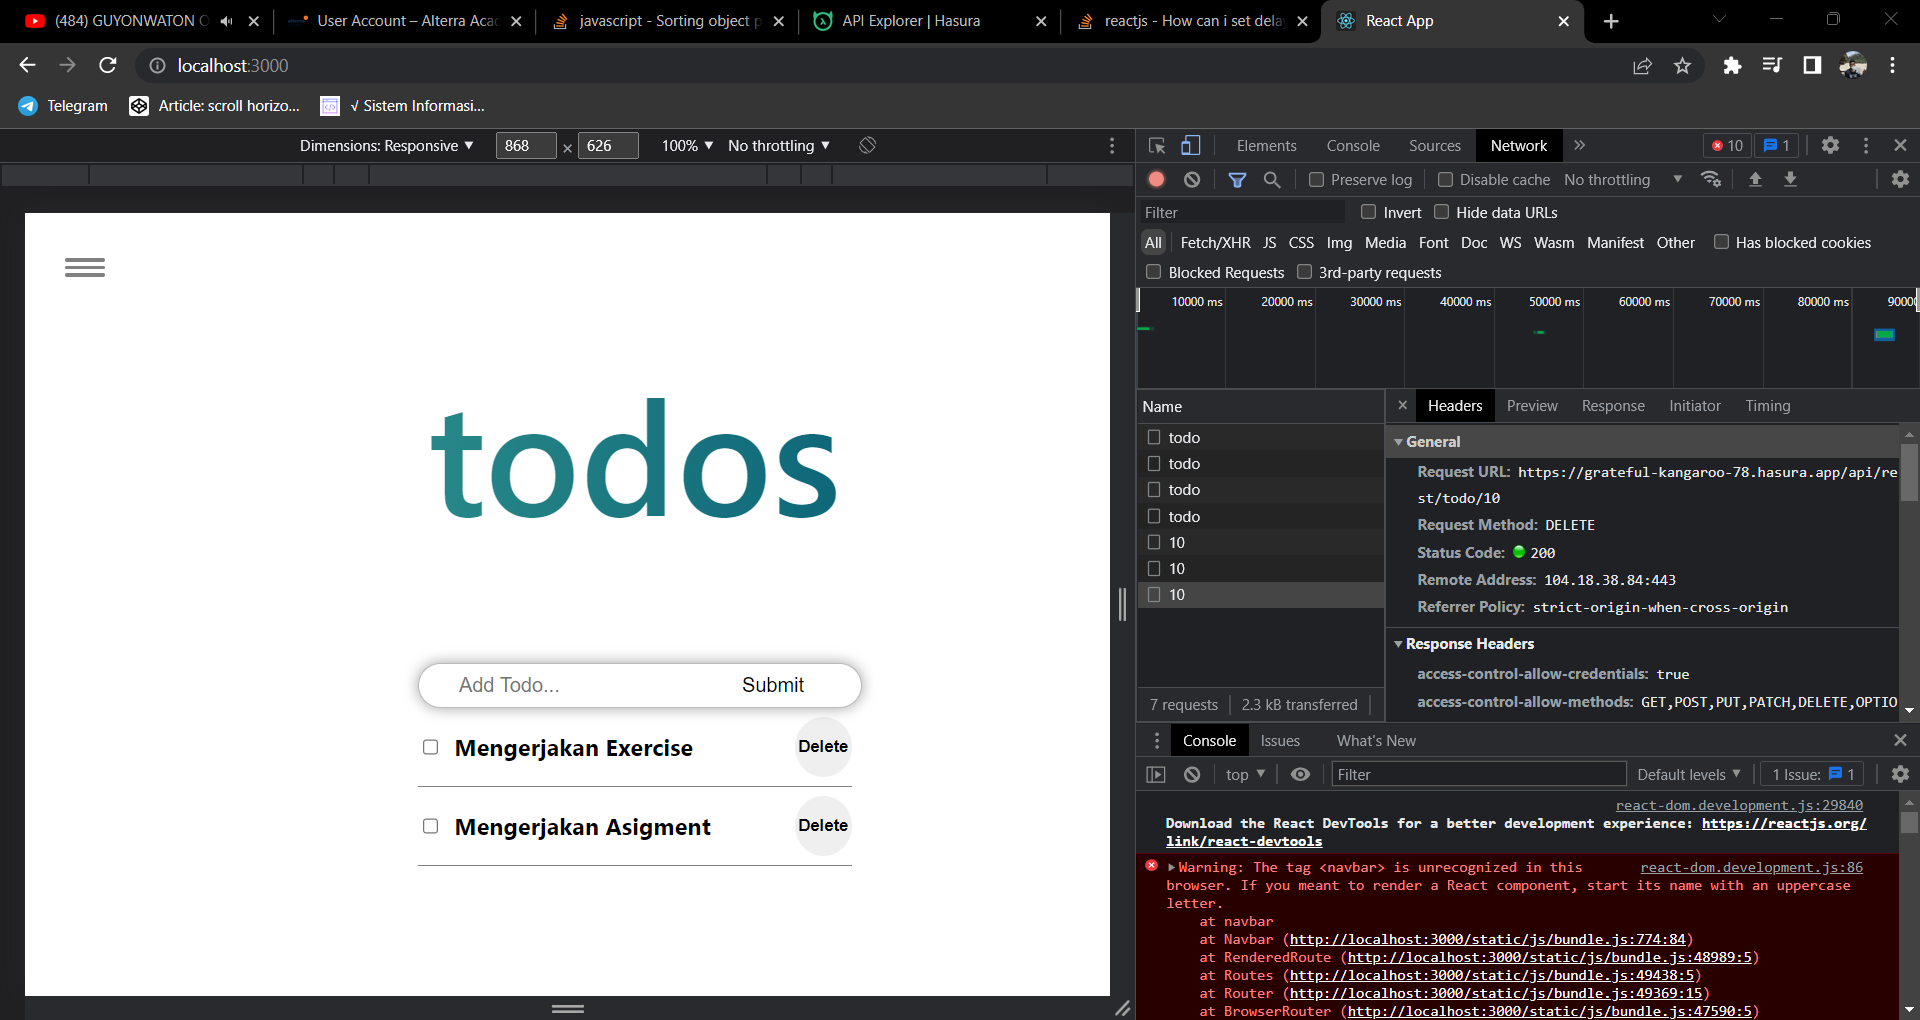 (484) GUYONWATON O
User Account – Alterra Acad
javascript - Sorting object p
API Explorer | Hasura
reactjs - How can i set dela
React App
localhost:3000
Telegram
Article: scroll horizo...
√ Sistem Informasi...
Dimensions: Responsive ▼ 868 × 626 100% ▼ No throttling ▼
Elements Console Sources Network » 10 1
Preserve log Disable cache No throttling ▼
Filter Invert Hide data URLs
All Fetch/XHR JS CSS Img Media Font Doc WS Wasm Manifest Other Has blocked cookies
Blocked Requests 3rd-party requests
10000 ms 20000 ms 30000 ms 40000 ms 50000 ms 60000 ms 70000 ms 80000 ms 90000
todos
Add Todo... Submit
Mengerjakan Exercise Delete
Mengerjakan Asigment Delete
Name
todo
todo
todo
todo
10
10
10
7 requests 2.3 kB transferred
× Headers Preview Response Initiator Timing
General
Request URL: https://grateful-kangaroo-78.hasura.app/api/re
st/todo/10
Request Method: DELETE
Status Code: 200
Remote Address: 104.18.38.84:443
Referrer Policy: strict-origin-when-cross-origin
Response Headers
access-control-allow-credentials: true
access-control-allow-methods: GET,POST,PUT,PATCH,DELETE,OPTIO
Console Issues What's New
top ▼ Filter Default levels ▼ 1 Issue: 1
react-dom.development.js:29840
Download the React DevTools for a better development experience: https://reactjs.org/
link/react-devtools
Warning: The tag <navbar> is unrecognized in this react-dom.development.js:86
browser. If you meant to render a React component, start its name with an uppercase
letter.
at navbar
at Navbar (http://localhost:3000/static/js/bundle.js:774:84)
at RenderedRoute (http://localhost:3000/static/js/bundle.js:48989:5)
at Routes (http://localhost:3000/static/js/bundle.js:49438:5)
at Router (http://localhost:3000/static/js/bundle.js:49369:15)
at BrowserRouter (http://localhost:3000/static/js/bundle.js:47590:5)